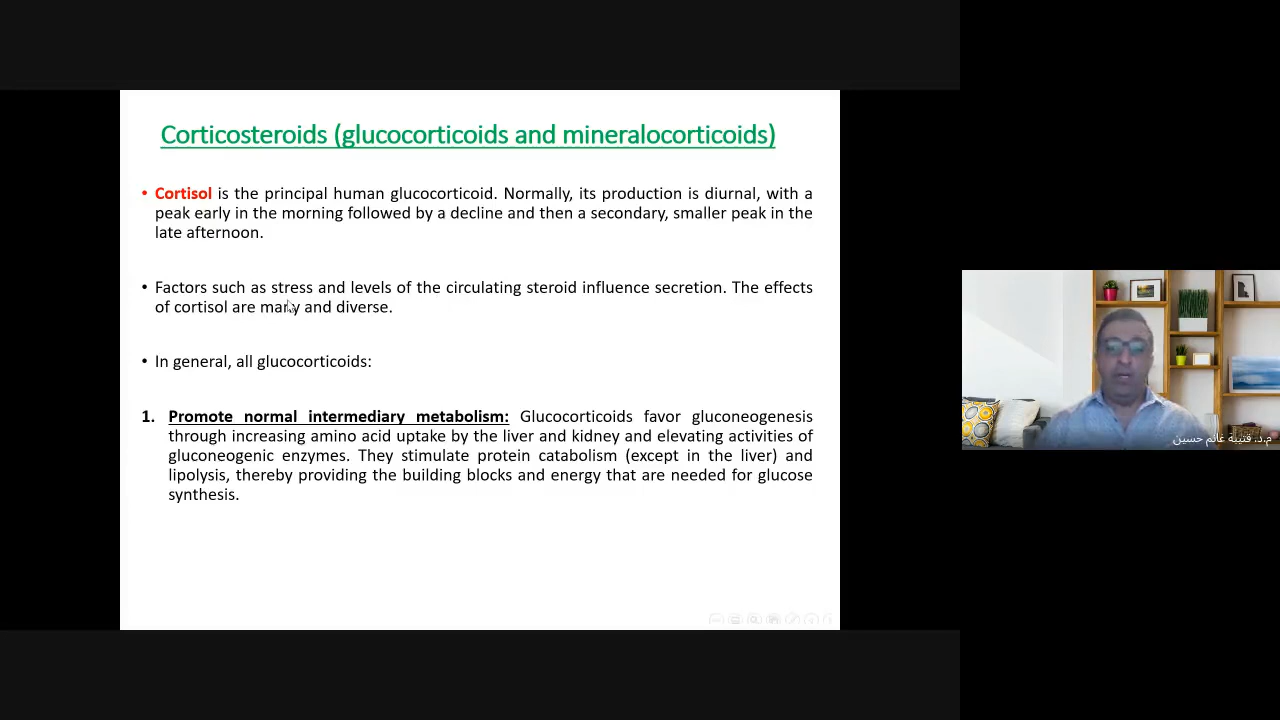 Corticosteroids (glucocorticoids and mineralocorticoids)
• Cortisol is the principal human glucocorticoid. Normally, its production is diurnal, with a
peak early in the morning followed by a decline and then a secondary, smaller peak in the
late afternoon.
• Factors such as stress and levels of the circulating steroid influence secretion. The effects
of cortisol are many and diverse.
• In general, all glucocorticoids:
1. Promote normal intermediary metabolism: Glucocorticoids favor gluconeogenesis
through increasing amino acid uptake by the liver and kidney and elevating activities of
gluconeogenic enzymes. They stimulate protein catabolism (except in the liver) and
lipolysis, thereby providing the building blocks and energy that are needed for glucose
synthesis.
م.د. قتيبة غانم حسين